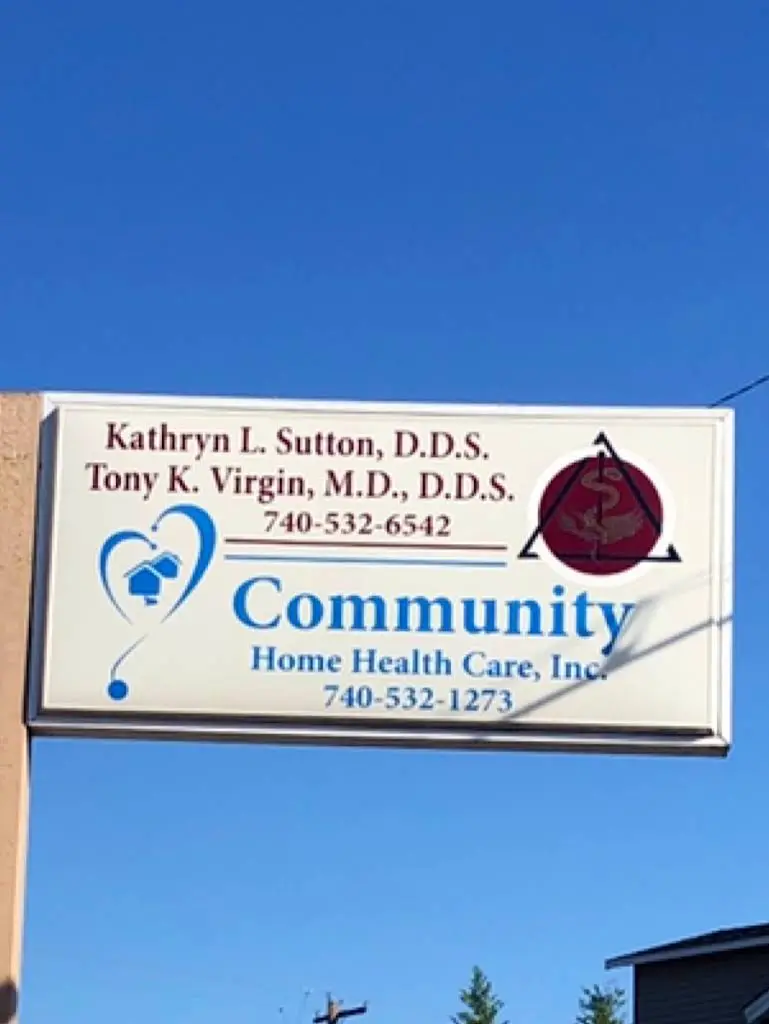 Kathryn L. Sutton, D.D.S.
Tony K. Virgin, M.D., D.D.S.
740-532-6542
Community
Home Health Care, Inc.
740-532-1273